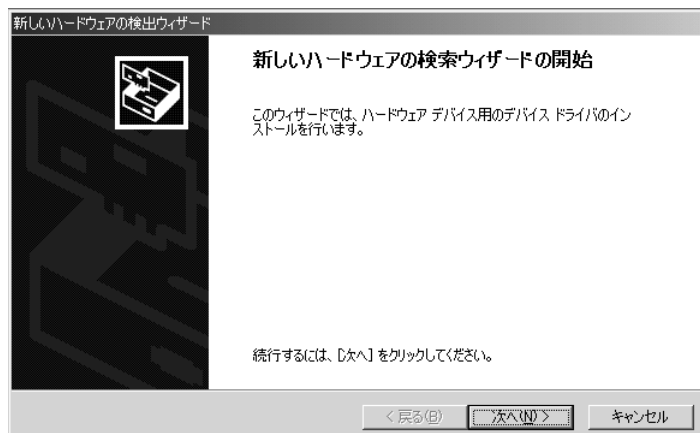 新しいハードウェアの検出ウィザード
新しいハードウェアの検索ウィザードの開始
このウィザードでは、ハードウェア デバイス用のデバイス ドライバのイン
ストールを行います。
続行するには、[次へ] をクリックしてください。
< 戻る(B)
次へ(N) >
キャンセル